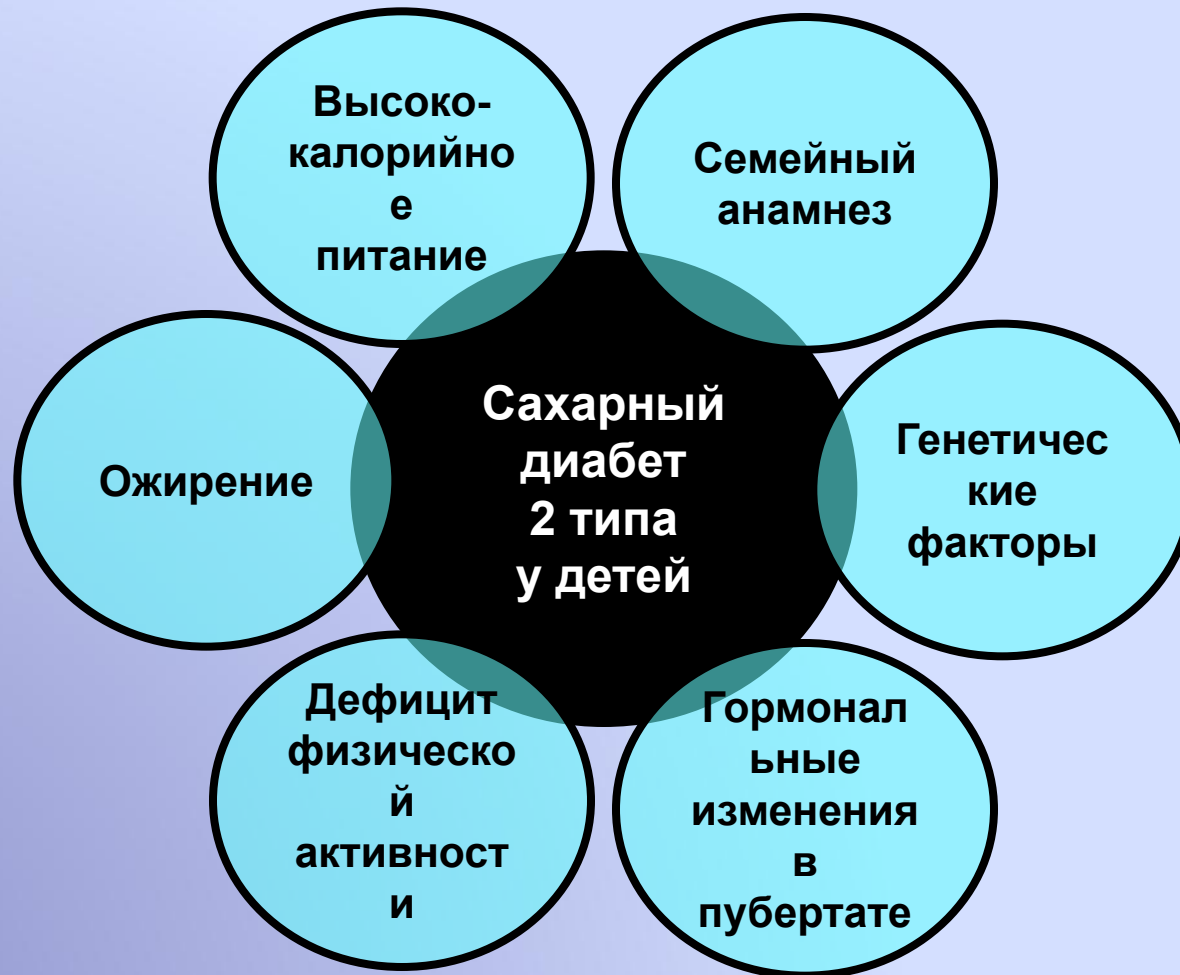 Высоко-
калорийно
е
питание
Семейный
анамнез
Ожирение
Сахарный
диабет
2 типа
у детей
Генетичес
кие
факторы
Дефицит
физическо
й
активност
и
Гормонал
ьные
изменения
в
пубертате